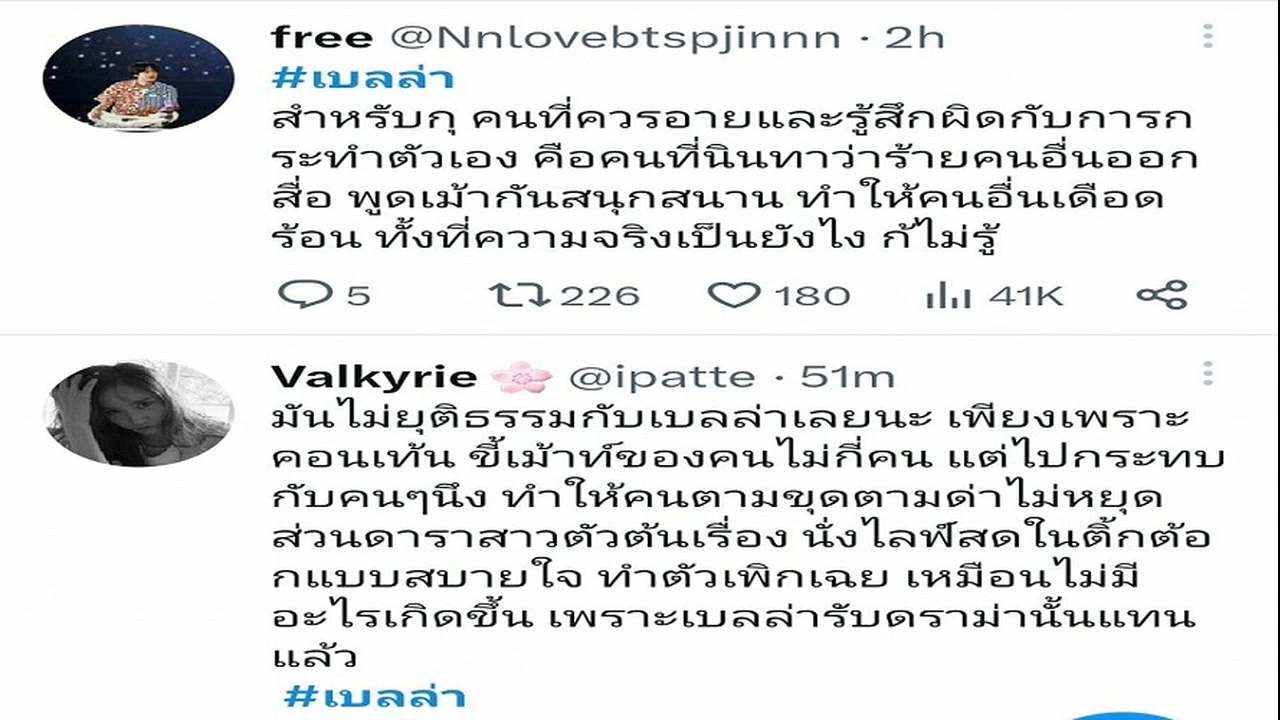 free @Nnlovebtspjinnn · 2h
#เบลล่า
สำหรับกุ คนที่ควรอายและรู้สึกผิดกับการก
ระทำตัวเอง คือคนที่นินทาว่าร้ายคนอื่นออก
สื่อ พูดเม้ากันสนุกสนาน ทำให้คนอื่นเดือด
ร้อน ทั้งที่ความจริงเป็นยังไง ก้ไม่รู้
5 226 180 41K
Valkyrie 🌸 @ipatte · 51m
มันไม่ยุติธรรมกับเบลล่าเลยนะ เพียงเพราะ
คอนเท้น ขี้เม้าท์ของคนไม่กี่คน แต่ไปกระทบ
กับคนๆนึง ทำให้คนตามขุดตามด่าไม่หยุด
ส่วนดาราสาวตัวต้นเรื่อง นั่งไลฟ์สดในติ้กต้อ
กแบบสบายใจ ทำตัวเพิกเฉย เหมือนไม่มี
อะไรเกิดขึ้น เพราะเบลล่ารับดราม่านั้นแทน
แล้ว
#เบลล่า